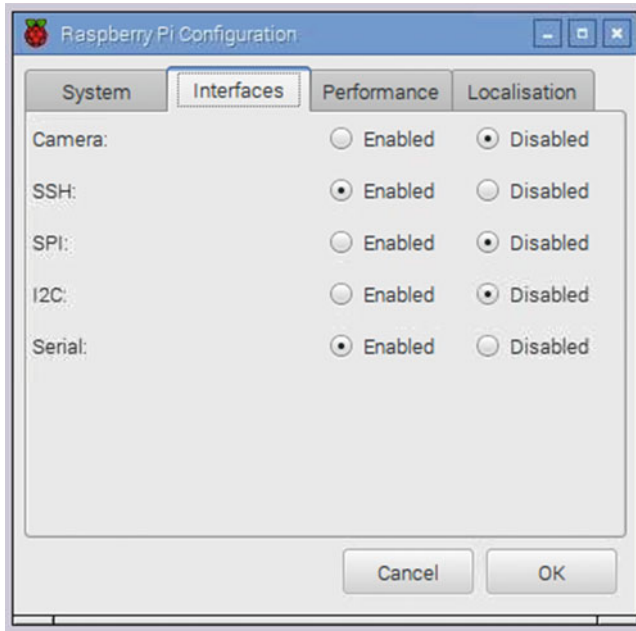 Raspberry Pi Configuration
System Interfaces Performance Localisation
Camera: Enabled Disabled
SSH: Enabled Disabled
SPI: Enabled Disabled
I2C: Enabled Disabled
Serial: Enabled Disabled
Cancel OK